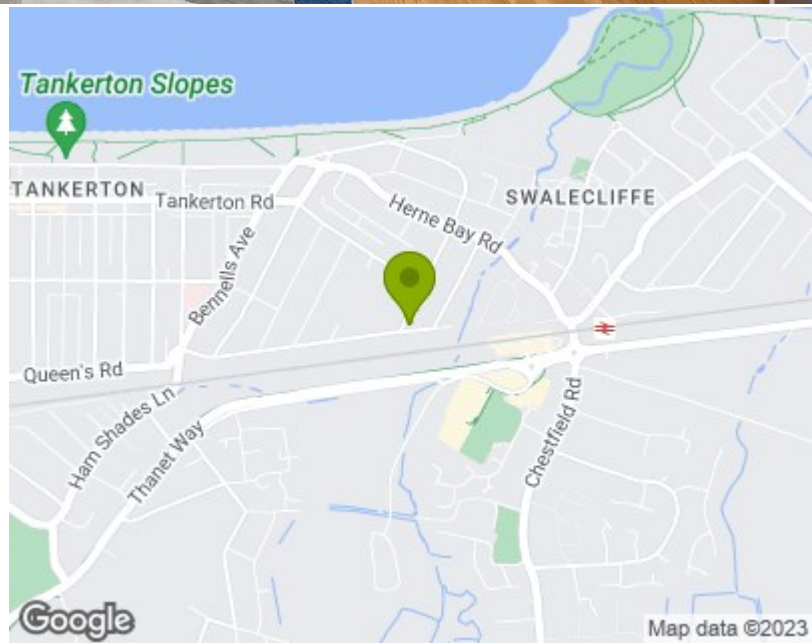 Tankerton Slopes
TANKERTON
Tankerton Rd
SWALECLIFFE
Herne Bay Rd
Bennells Ave
Queen's Rd
Ham Shades Ln
Thanet Way
Chestfield Rd
Google
Map data ©2023